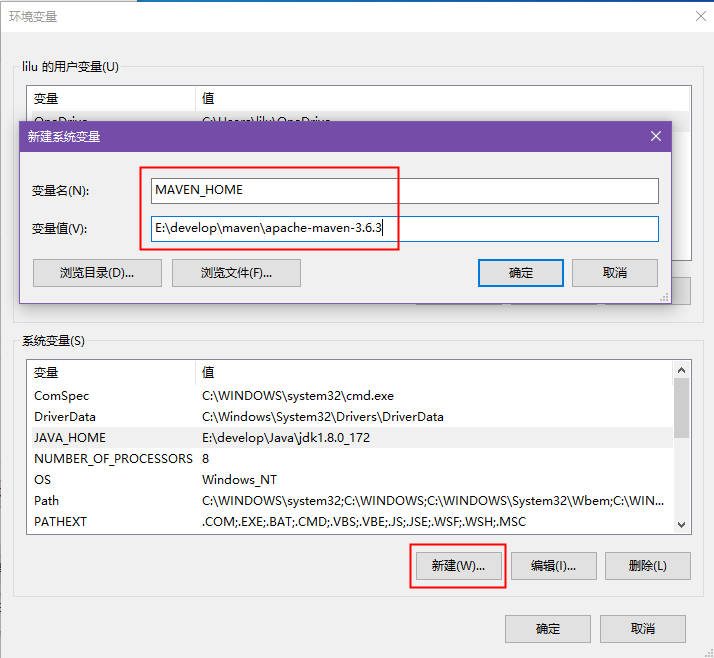 环境变量
lilu 的用户变量(U)
变量 值
新建系统变量
变量名(N): MAVEN_HOME
变量值(V): E:\develop\maven\apache-maven-3.6.3
浏览目录(D)... 浏览文件(F)... 确定 取消
系统变量(S)
变量 值
ComSpec C:\WINDOWS\system32\cmd.exe
DriverData C:\Windows\System32\Drivers\DriverData
JAVA_HOME E:\develop\Java\jdk1.8.0_172
NUMBER_OF_PROCESSORS 8
OS Windows_NT
Path C:\WINDOWS\system32;C:\WINDOWS;C:\WINDOWS\System32\Wbem;C:\WIN...
PATHEXT .COM;.EXE;.BAT;.CMD;.VBS;.VBE;.JS;.JSE;.WSF;.WSH;.MSC
新建(W)... 编辑(I)... 删除(L)
确定 取消